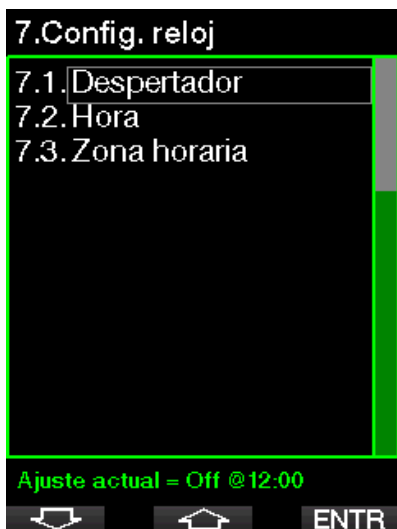 7.Config. reloj
7.1.Despertador
7.2.Hora
7.3.Zona horaria
Ajuste actual = Off @12:00
ENTR